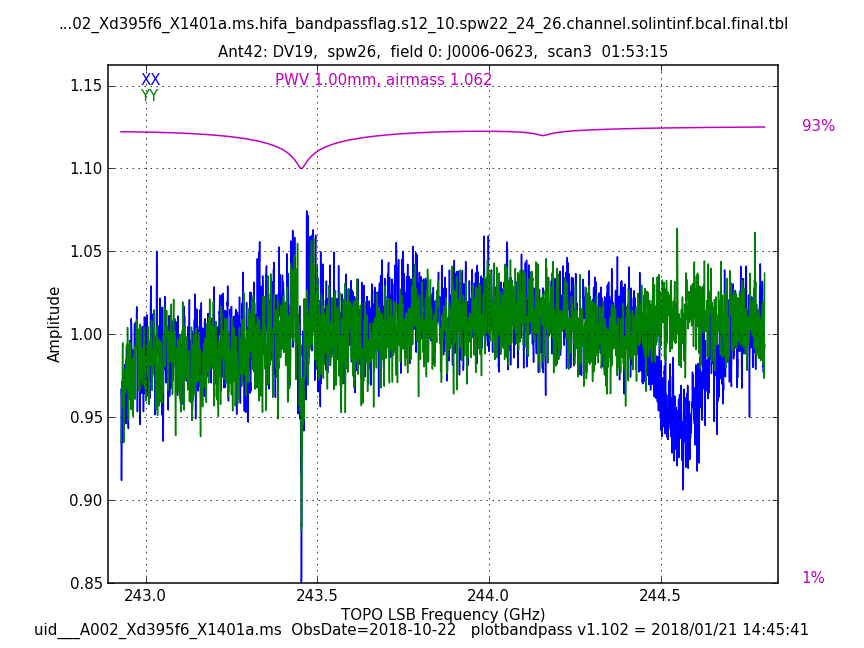 ...02_Xd395f6_X1401a.ms.hifa_bandpassflag.s12_10.spw22_24_26.channel.solintinf.bcal.final.tbl
Ant42: DV19,  spw26,  field 0: J0006-0623,  scan3  01:53:15
XX
YY
PWV 1.00mm, airmass 1.062
93%
1%
1.15
1.10
1.05
1.00
0.95
0.90
0.85
Amplitude
243.0 243.5 244.0 244.5
TOPO LSB Frequency (GHz)
uid___A002_Xd395f6_X1401a.ms  ObsDate=2018-10-22   plotbandpass v1.102 = 2018/01/21 14:45:41